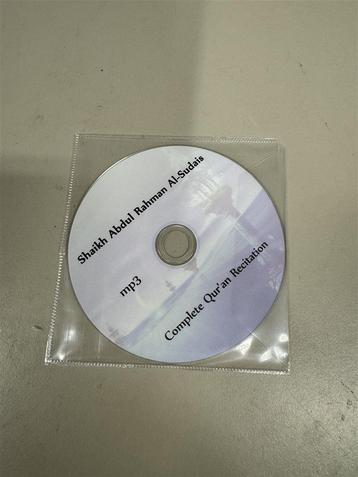 Shaikh Abdul Rahman Al-Sudais
mp3
Complete Qur'an Recitation